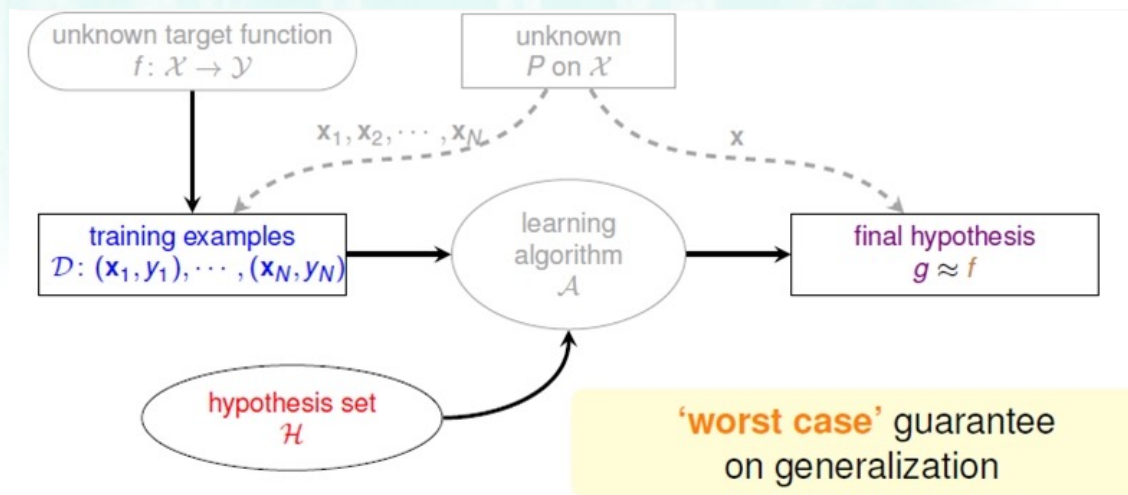 unknown target function
f: 𝒳 → 𝒴
unknown
P on 𝒳
x₁, x₂, ⋯ , x_N
x
training examples
𝒟: (x₁, y₁), ⋯ , (x_N, y_N)
learning
algorithm
𝒜
final hypothesis
g ≈ f
hypothesis set
ℋ
‘worst case’ guarantee
on generalization